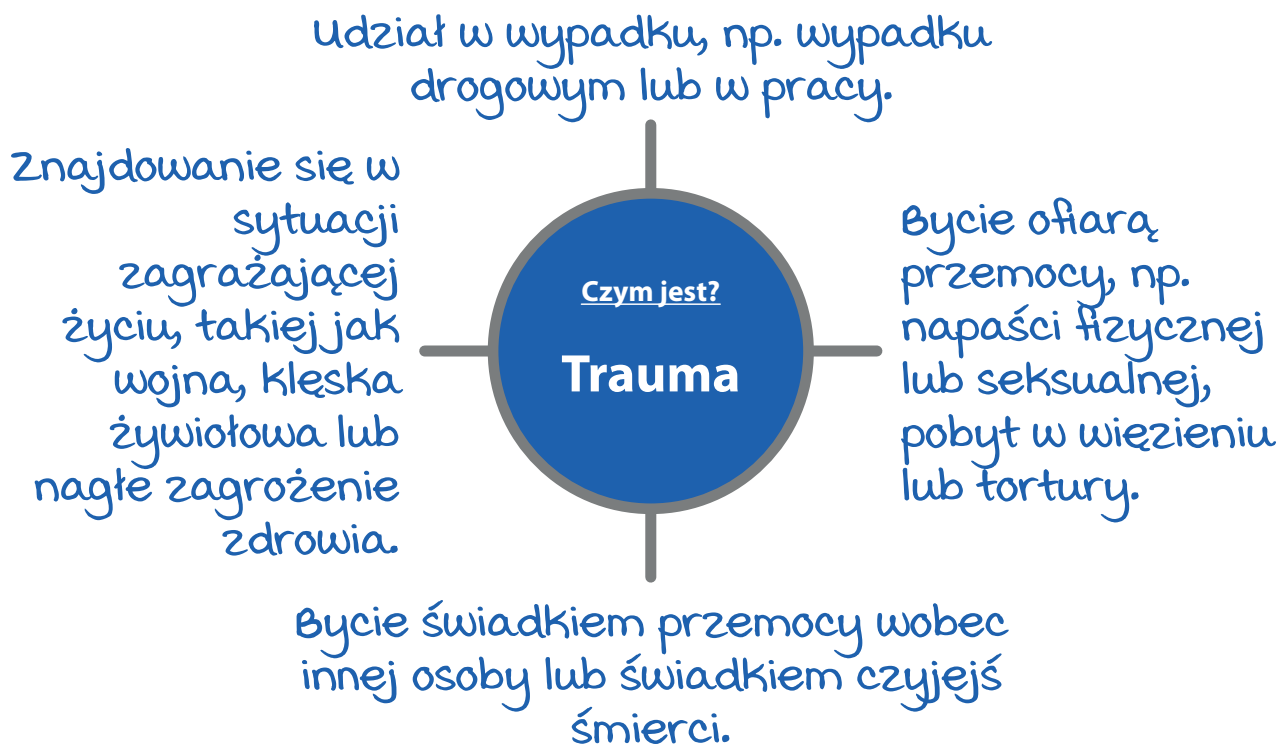 Udział w wypadku, np. wypadku
drogowym lub w pracy.
Znajdowanie się w
sytuacji
zagrażającej
życiu, takiej jak
wojna, klęska
żywiołowa lub
nagłe zagrożenie
zdrowia.
Czym jest?
Trauma
Bycie ofiarą
przemocy, np.
napaści fizycznej
lub seksualnej,
pobyt w więzieniu
lub tortury.
Bycie świadkiem przemocy wobec
innej osoby lub świadkiem czyjejś
śmierci.